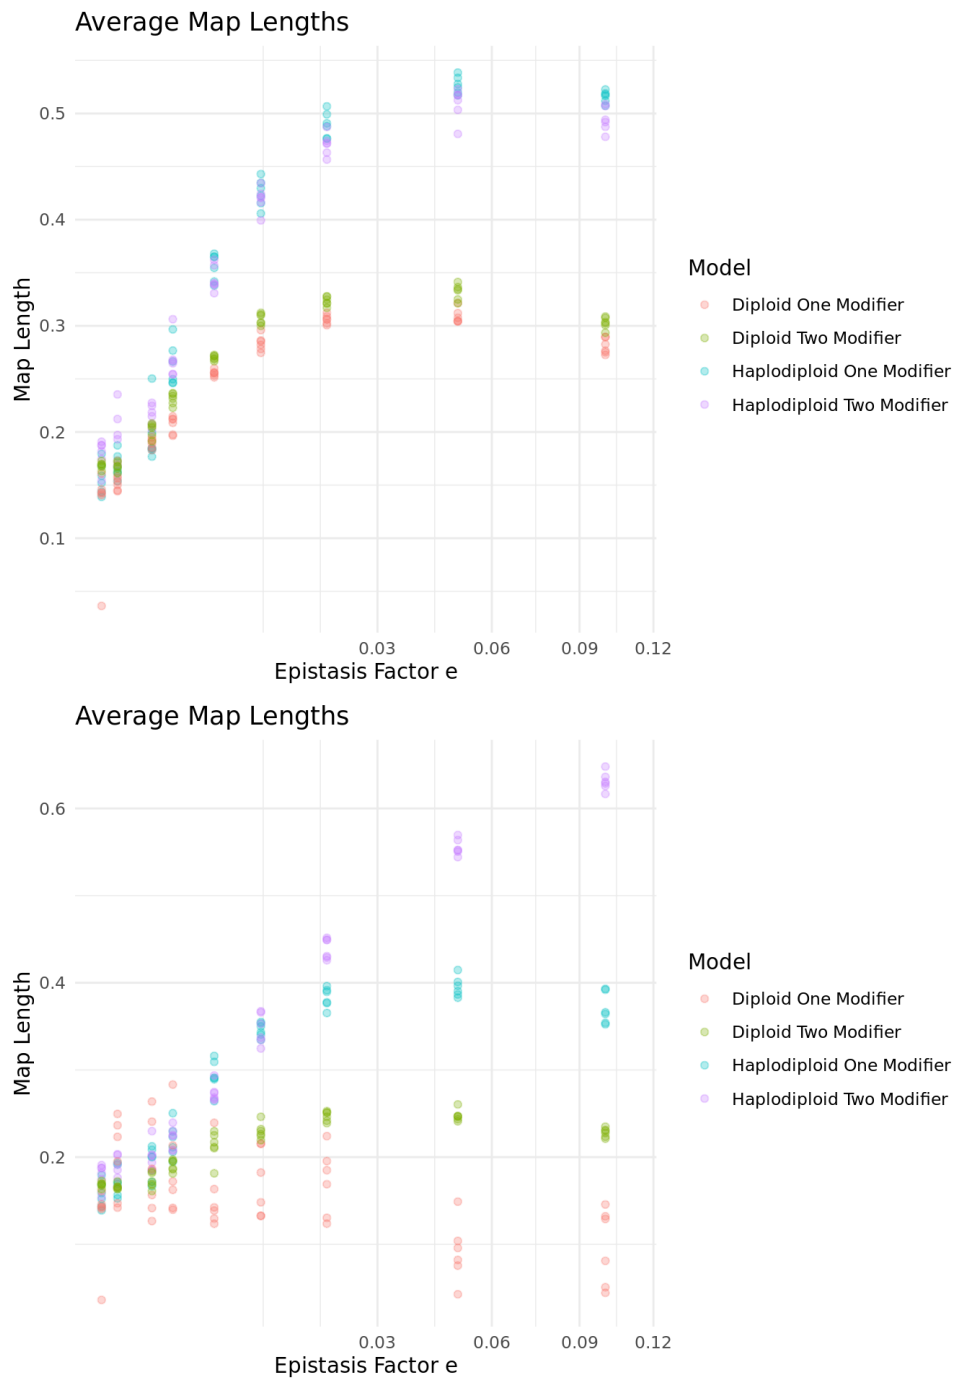 Average Map Lengths
Map Length
0.5
0.4
0.3
0.2
0.1
0.03 0.06 0.09 0.12
Epistasis Factor e
Model
Diploid One Modifier
Diploid Two Modifier
Haplodiploid One Modifier
Haplodiploid Two Modifier
Average Map Lengths
Map Length
0.6
0.4
0.2
0.03 0.06 0.09 0.12
Epistasis Factor e
Model
Diploid One Modifier
Diploid Two Modifier
Haplodiploid One Modifier
Haplodiploid Two Modifier